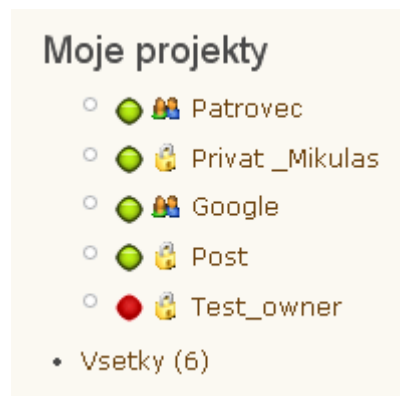 Moje projekty
Patrovec
Privat _Mikulas
Google
Post
Test_owner
Vsetky (6)